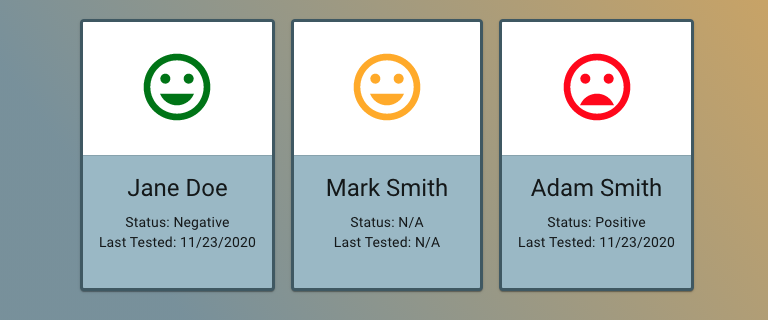 Jane Doe
Status: Negative
Last Tested: 11/23/2020
Mark Smith
Status: N/A
Last Tested: N/A
Adam Smith
Status: Positive
Last Tested: 11/23/2020